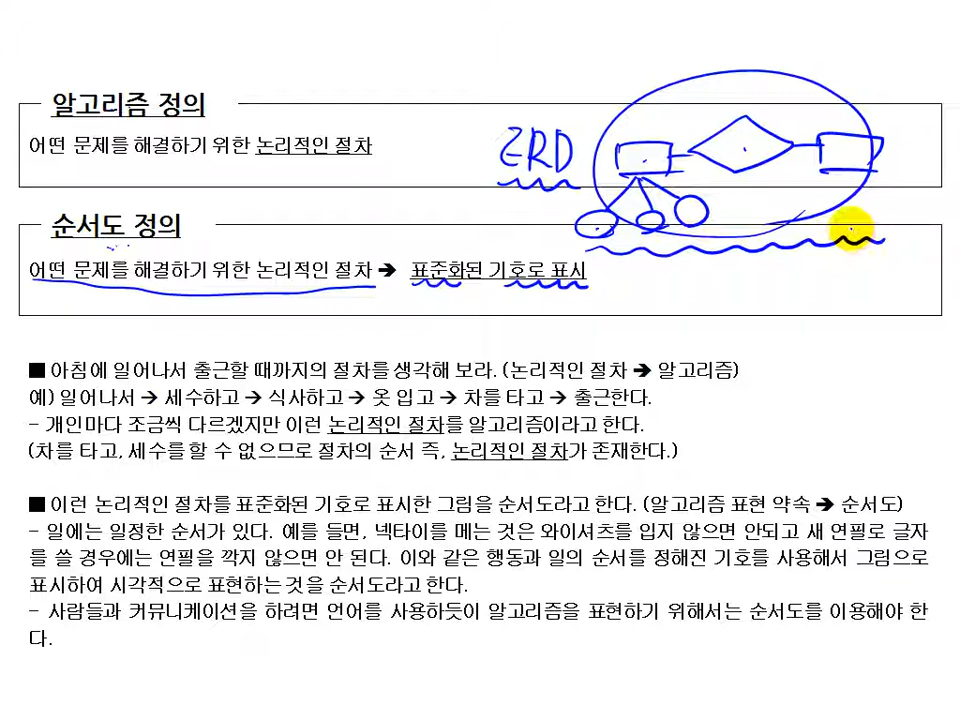 알고리즘 정의
어떤 문제를 해결하기 위한 논리적인 절차
ERD
순서도 정의
어떤 문제를 해결하기 위한 논리적인 절차 ➔ 표준화된 기호로 표시
■ 아침에 일어나서 출근할 때까지의 절차를 생각해 보라. (논리적인 절차 ➔ 알고리즘)
예) 일어나서 → 세수하고 → 식사하고 → 옷 입고 → 차를 타고 → 출근한다.
- 개인마다 조금씩 다르겠지만 이런 논리적인 절차를 알고리즘이라고 한다.
(차를 타고, 세수를 할 수 없으므로 절차의 순서 즉, 논리적인 절차가 존재한다.)
■ 이런 논리적인 절차를 표준화된 기호로 표시한 그림을 순서도라고 한다. (알고리즘 표현 약속 ➔ 순서도)
- 일에는 일정한 순서가 있다. 예를 들면, 넥타이를 메는 것은 와이셔츠를 입지 않으면 안되고 새 연필로 글자
를 쓸 경우에는 연필을 깍지 않으면 안 된다. 이와 같은 행동과 일의 순서를 정해진 기호를 사용해서 그림으로
표시하여 시각적으로 표현하는 것을 순서도라고 한다.
- 사람들과 커뮤니케이션을 하려면 언어를 사용하듯이 알고리즘을 표현하기 위해서는 순서도를 이용해야 한
다.